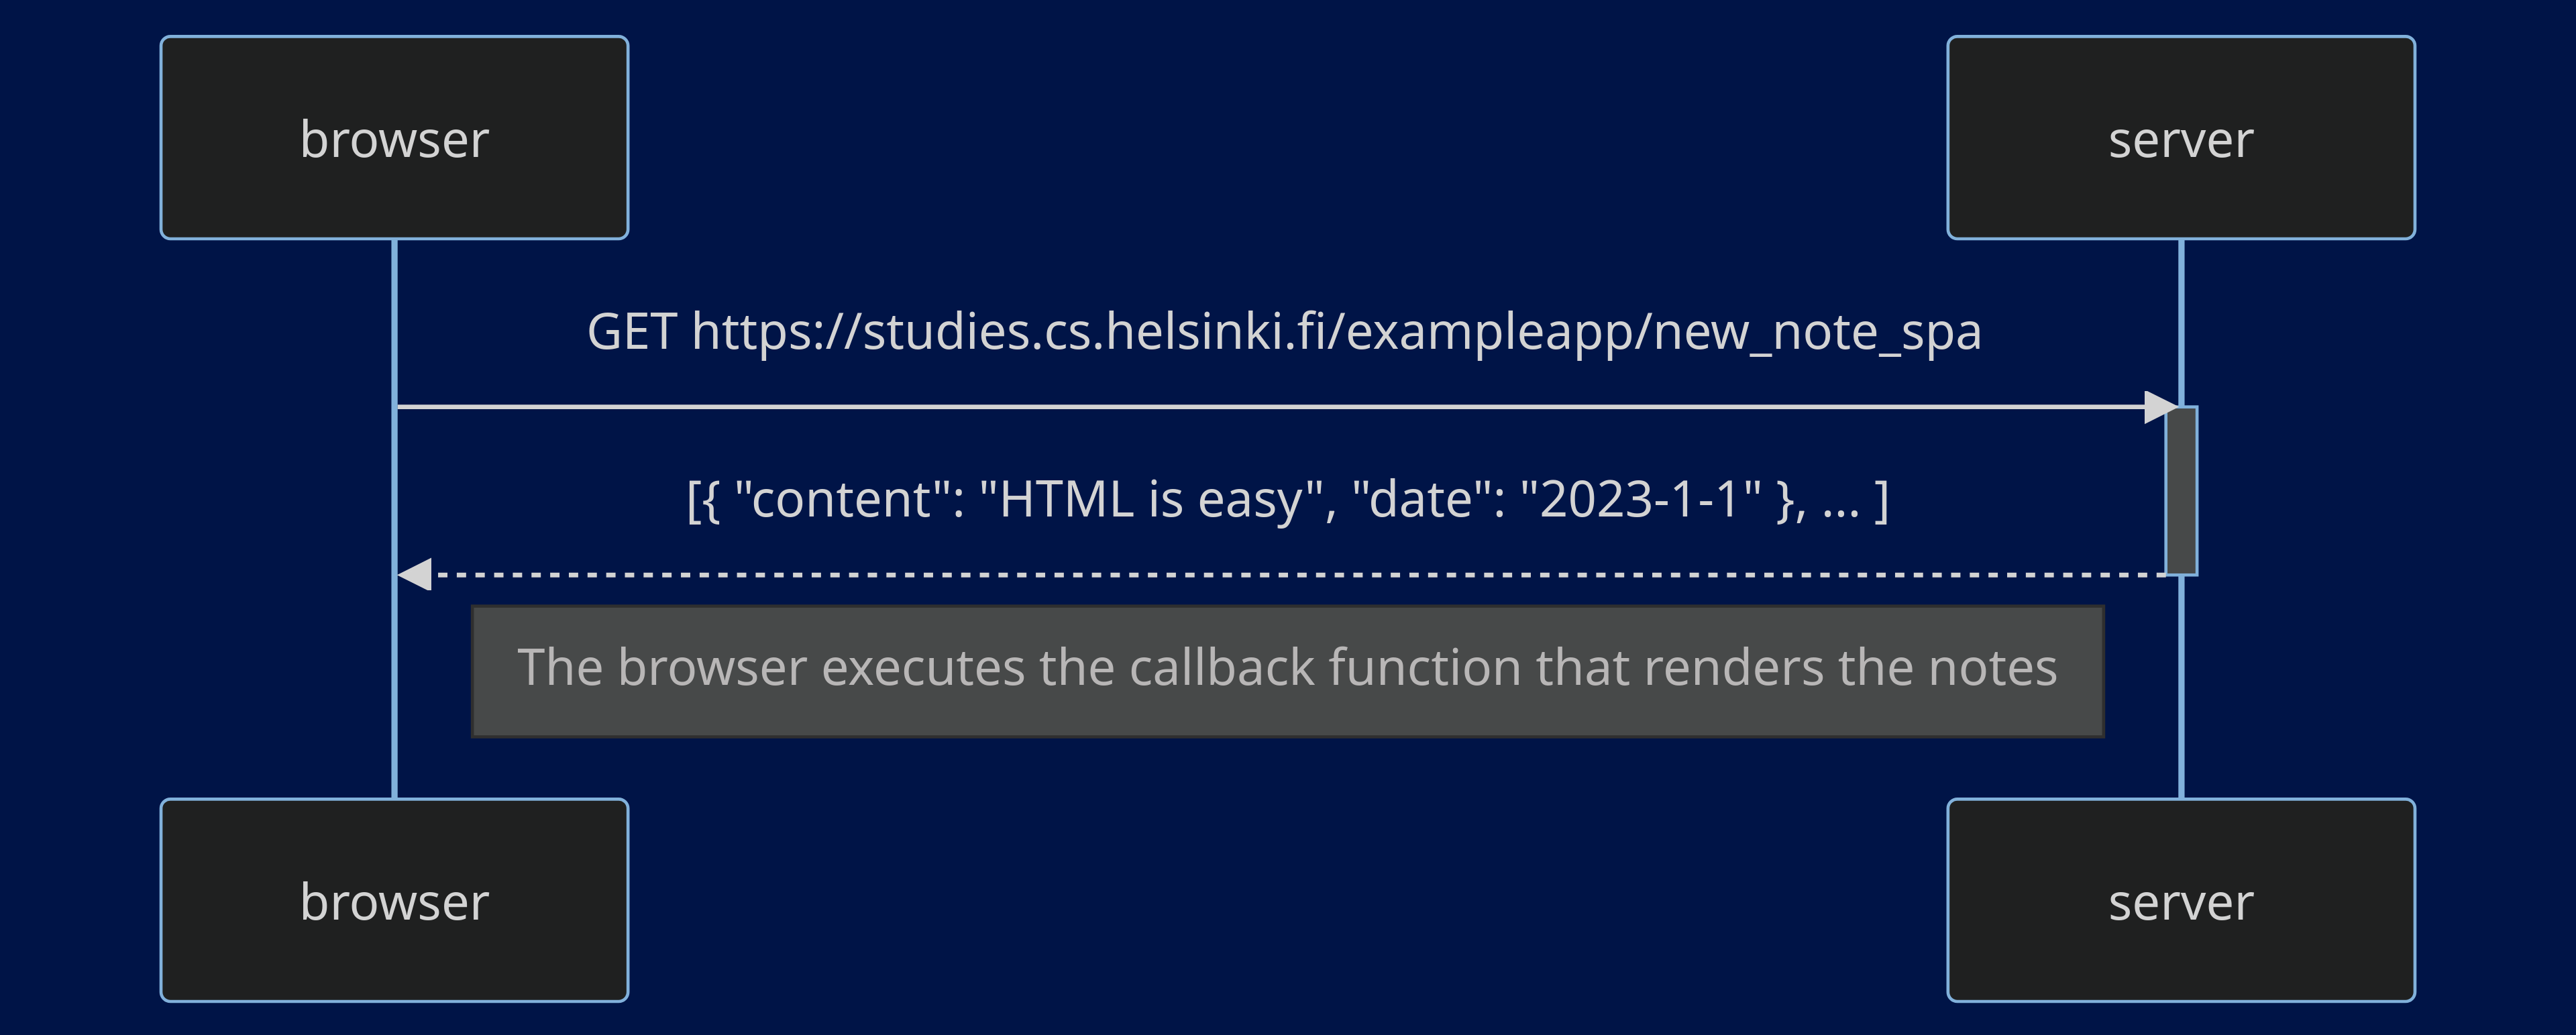 browser
server
GET https://studies.cs.helsinki.fi/exampleapp/new_note_spa
[{ "content": "HTML is easy", "date": "2023-1-1" }, ... ]
The browser executes the callback function that renders the notes
browser
server